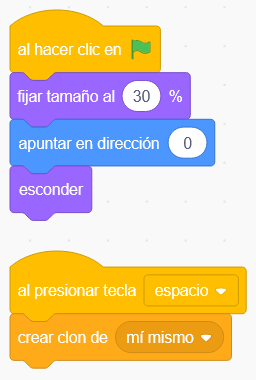 al hacer clic en
fijar tamaño al 30 %
apuntar en dirección 0
esconder
al presionar tecla espacio
crear clon de mí mismo